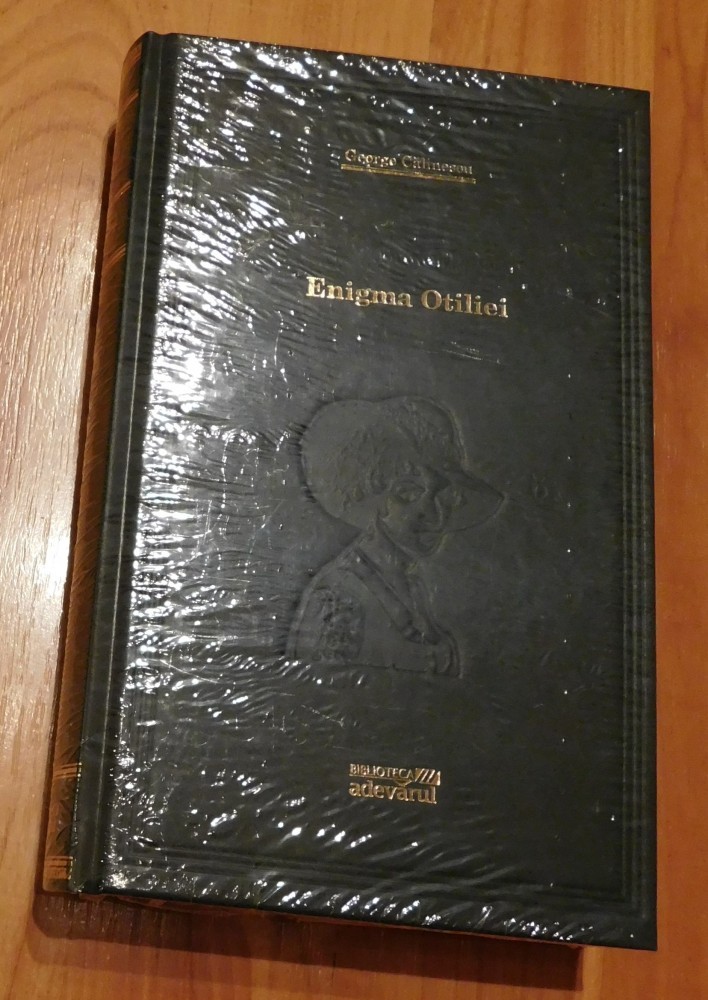 George Călinescu
Enigma Otiliei
BIBLIOTECA
adevărul